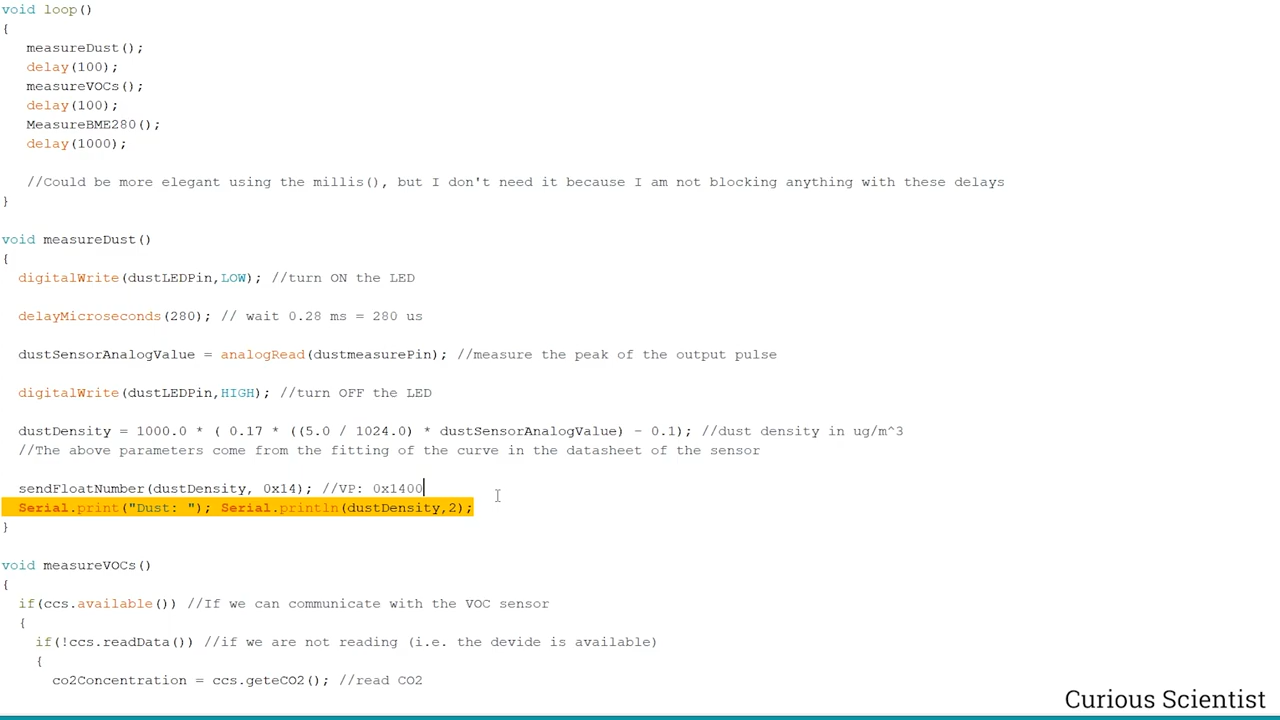 void loop()
{
measureDust();
delay(100);
measureVOCs();
delay(100);
MeasureBME280();
delay(1000);
//Could be more elegant using the millis(), but I don't need it because I am not blocking anything with these delays
}
void measureDust()
{
digitalWrite(dustLEDPin,LOW); //turn ON the LED
delayMicroseconds(280); // wait 0.28 ms = 280 us
dustSensorAnalogValue = analogRead(dustmeasurePin); //measure the peak of the output pulse
digitalWrite(dustLEDPin,HIGH); //turn OFF the LED
dustDensity = 1000.0 * ( 0.17 * ((5.0 / 1024.0) * dustSensorAnalogValue) - 0.1); //dust density in ug/m^3
//The above parameters come from the fitting of the curve in the datasheet of the sensor
sendFloatNumber(dustDensity, 0x14); //VP: 0x1400
Serial.print("Dust: "); Serial.println(dustDensity,2);
}
void measureVOCs()
{
if(ccs.available()) //If we can communicate with the VOC sensor
{
if(!ccs.readData()) //if we are not reading (i.e. the devide is available)
{
co2Concentration = ccs.geteCO2(); //read CO2
Curious Scientist